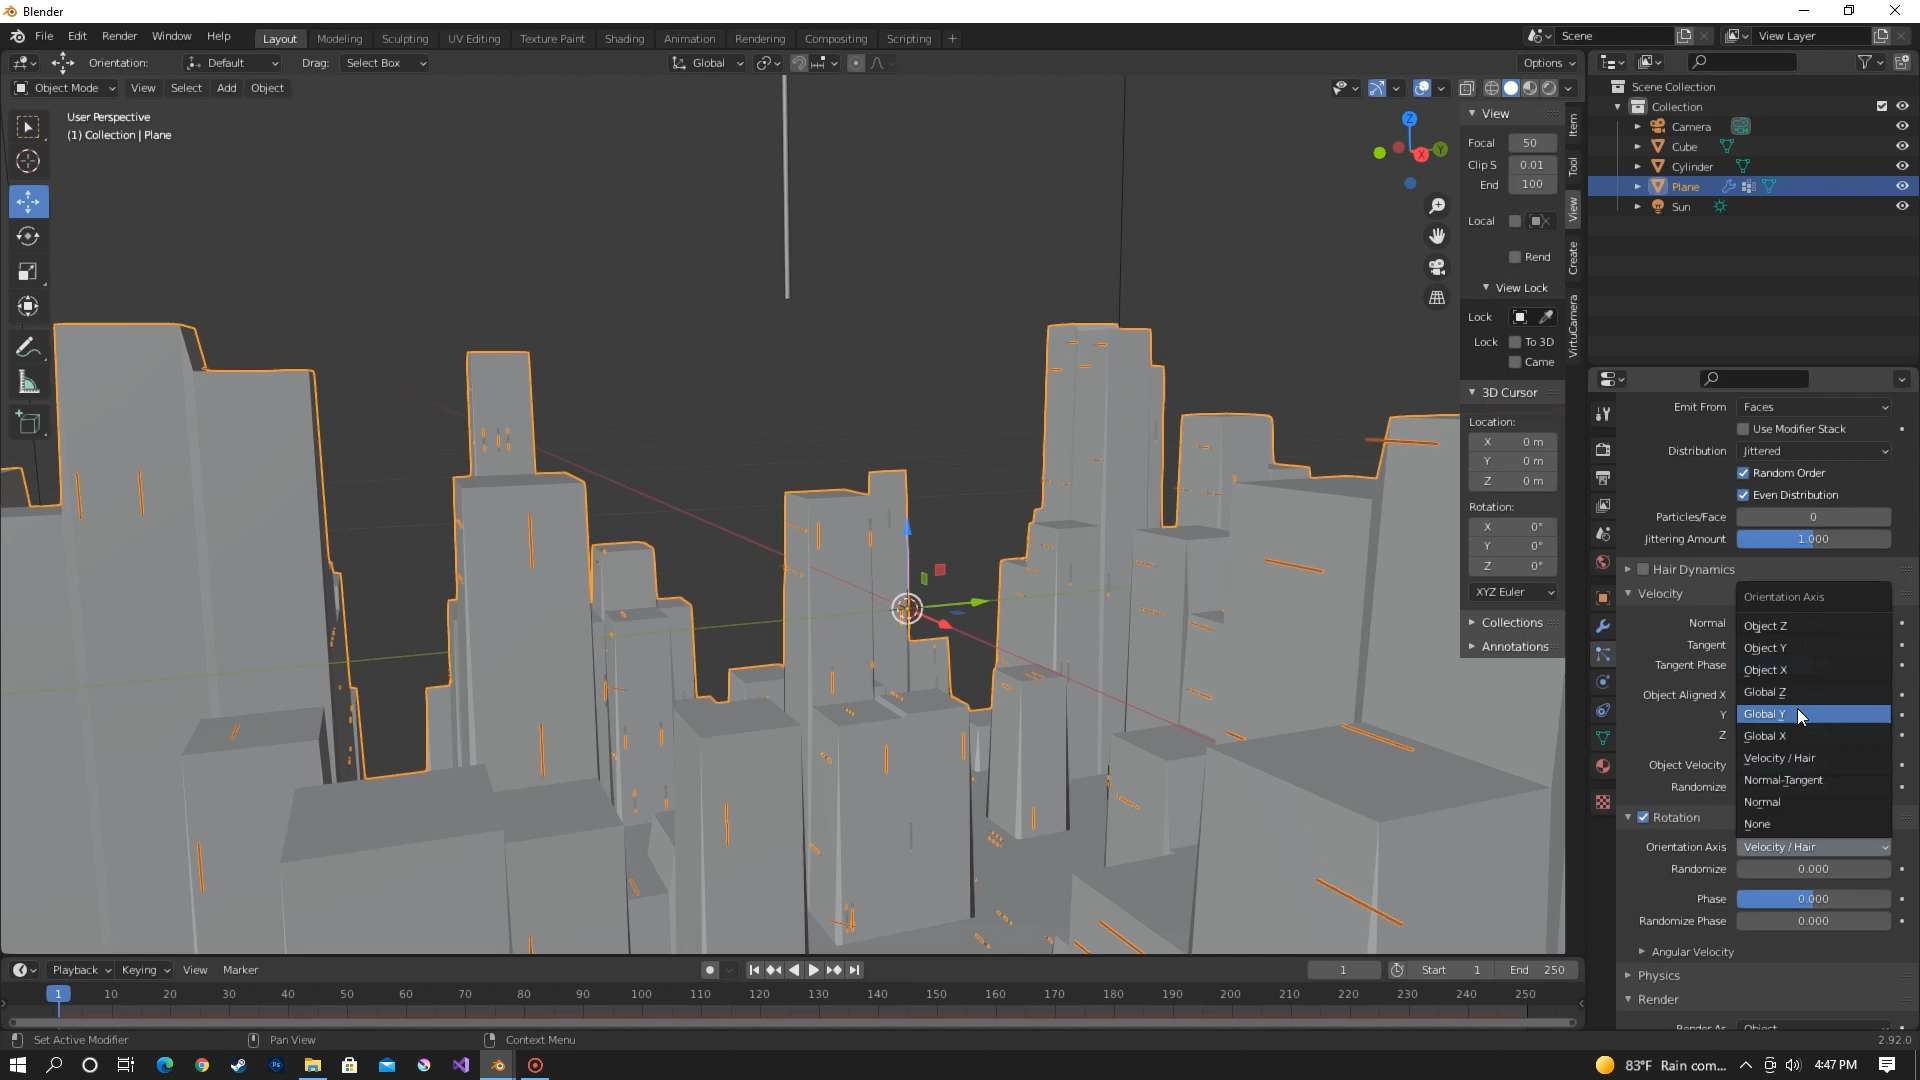 Blender
File Edit Render Window Help Layout Modeling Sculpting UV Editing Texture Paint Shading Animation Rendering Compositing Scripting + Scene View Layer
Orientation: Default Drag: Select Box Global Options
Object Mode View Select Add Object
User Perspective
(1) Collection | Plane
Z
Y
X
View
Focal 50
Clip S 0.01
End 100
Local
Rend
View Lock
Lock
Lock To 3D
Came
3D Cursor
Location:
X 0 m
Y 0 m
Z 0 m
Rotation:
X 0°
Y 0°
Z 0°
XYZ Euler
Collections
Annotations
Item
Tool
View
Create
VirtuCamera
Scene Collection
Collection
Camera
Cube
Cylinder
Plane
Sun
Emit From Faces
Use Modifier Stack
Distribution Jittered
Random Order
Even Distribution
Particles/Face 0
Jittering Amount 1.000
Hair Dynamics
Velocity
Normal
Tangent
Tangent Phase
Object Aligned X
Y
Z
Object Velocity
Randomize
Orientation Axis
Object Z
Object Y
Object X
Global Z
Global Y
Global X
Velocity / Hair
Normal-Tangent
Normal
None
Rotation
Orientation Axis Velocity / Hair
Randomize 0.000
Phase 0.000
Randomize Phase 0.000
Angular Velocity
Physics
Render
Render As Object
Playback Keying View Marker 1 Start 1 End 250
1 10 20 30 40 50 60 70 80 90 100 110 120 130 140 150 160 170 180 190 200 210 220 230 240 250
Set Active Modifier Pan View Context Menu 2.92.0
83°F Rain com... 4:47 PM